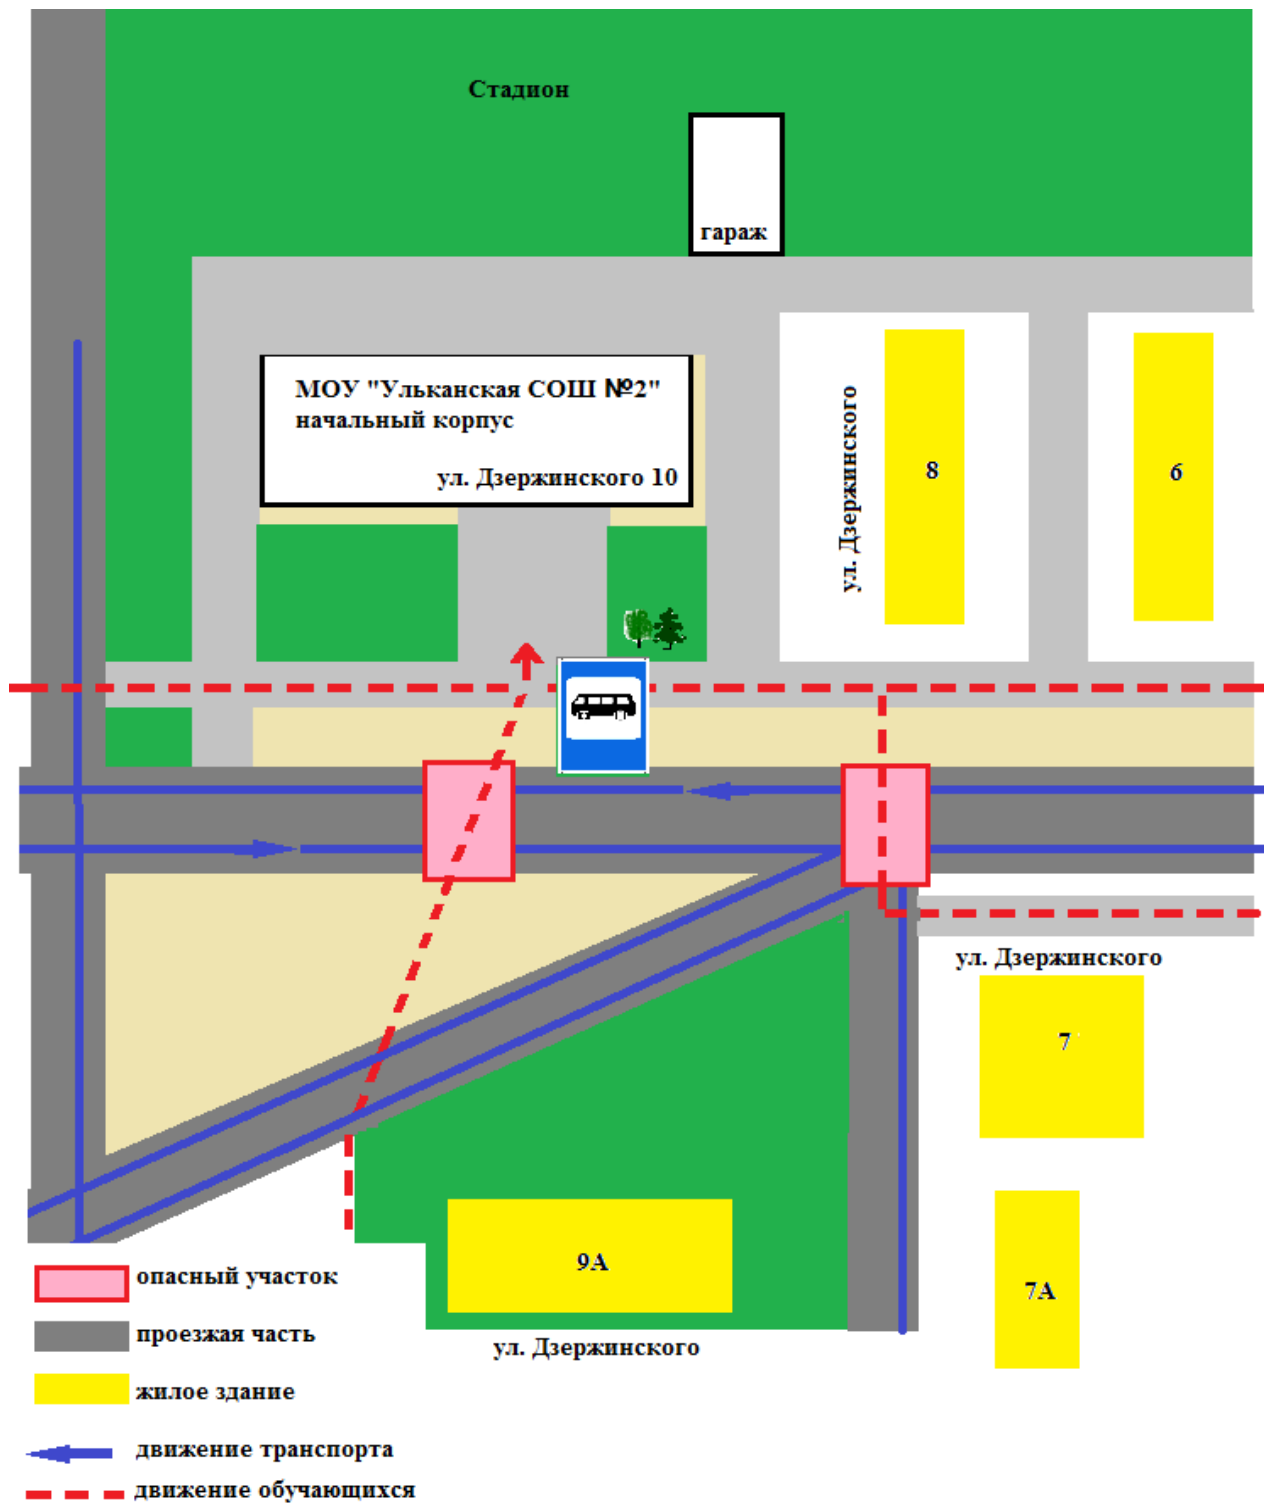 Стадион
гараж
МОУ "Ульканская СОШ №2"
начальный корпус
ул. Дзержинского 10
ул. Дзержинского
8
6
ул. Дзержинского
7
9А
7А
ул. Дзержинского
опасный участок
проезжая часть
жилое здание
движение транспорта
движение обучающихся